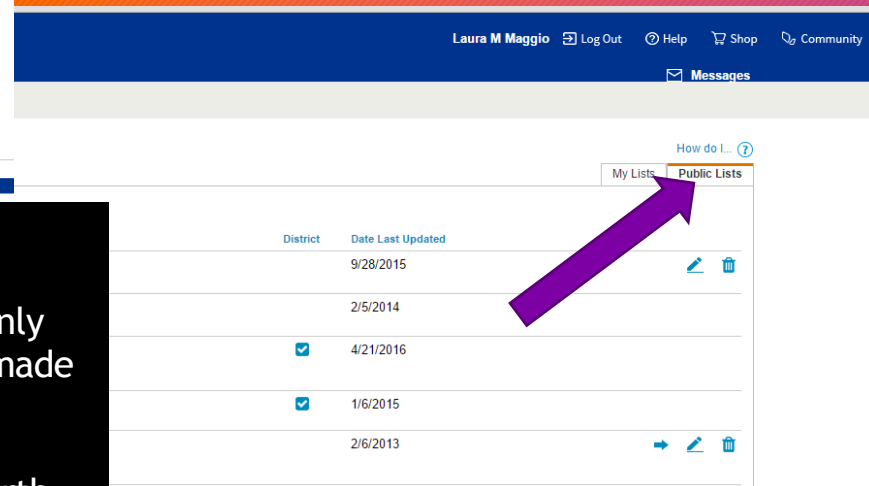 Laura M Maggio Log Out Help Shop Community
Messages
How do I... ?
My Lists Public Lists
District Date Last Updated
9/28/2015
2/5/2014
made
4/21/2016
1/6/2015
2/6/2013